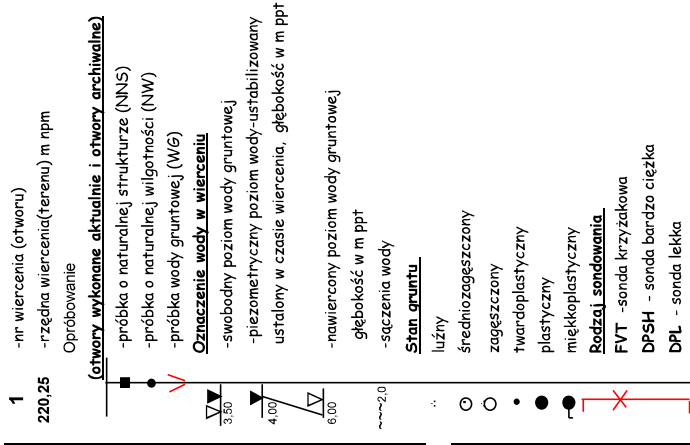 1 -nr wiercenia (otworu)
220,25 -rzędna wiercenia(terenu) m npm
Opróbowanie
(otwory wykonane aktualnie i otwory archiwalne)
-próbka o naturalnej strukturze (NNS)
-próbka o naturalnej wilgotności (NW)
-próbka wody gruntowej (WG)
Oznaczenie wody w wierceniu
3,50 -swobodny poziom wody gruntowej
4,00 -piezometryczny poziom wody-ustabilizowany
ustalony w czasie wiercenia, głębokość w m ppt
6,00 -nawiercony poziom wody gruntowej
głębokość w m ppt
~~~2,0 -sączenia wody
Stan gruntu
luźny
średniozagęszczony
zagęszczony
twardoplastyczny
plastyczny
miękkoplastyczny
Rodzaj sondowania
FVT -sonda krzyżakowa
DPSH - sonda bardzo ciężka
DPL - sonda lekka